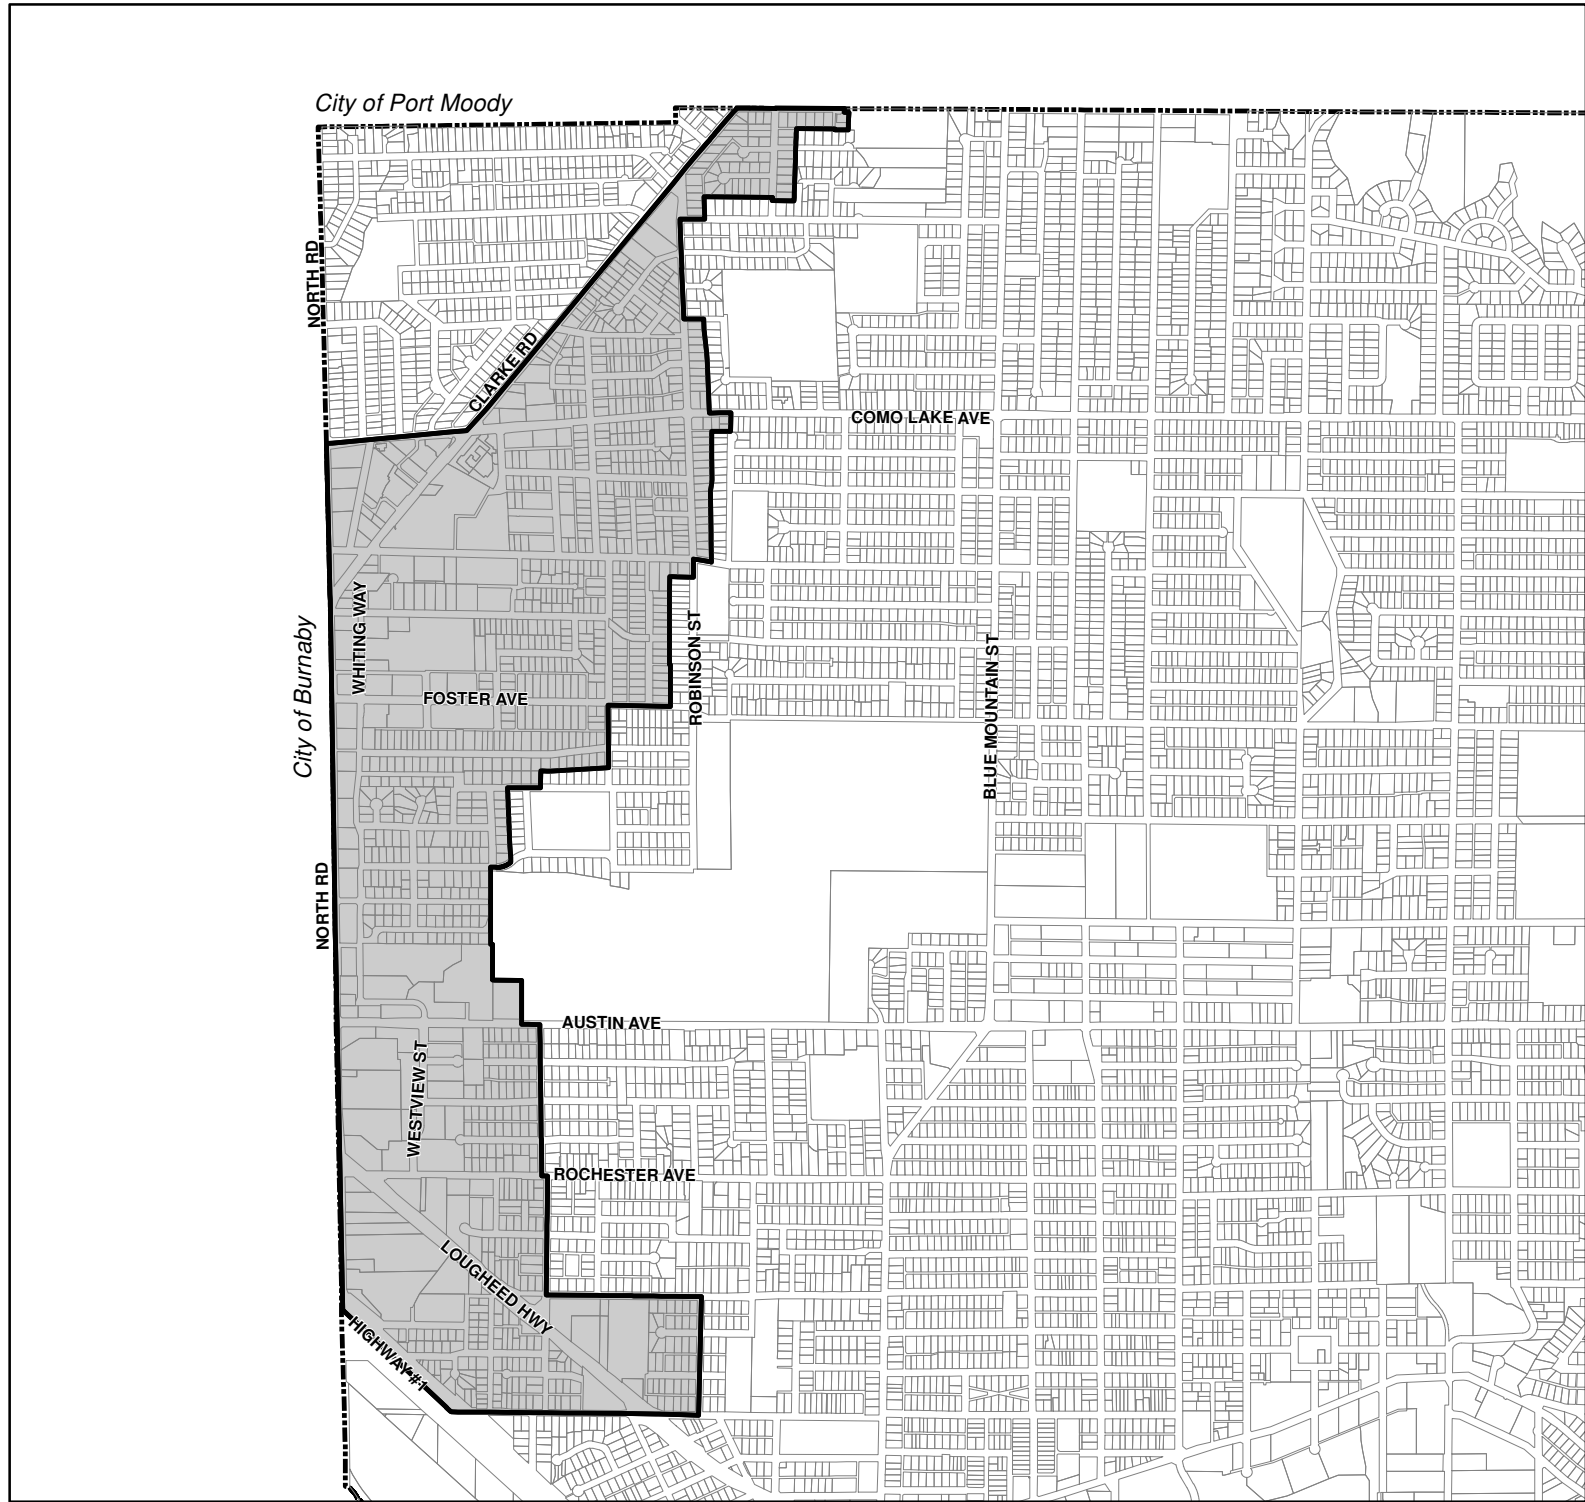 City of Port Moody
NORTH RD
CLARKE RD
COMO LAKE AVE
WHITING WAY
City of Burnaby
ROBINSON ST
BLUE MOUNTAIN ST
FOSTER AVE
NORTH RD
AUSTIN AVE
WESTVIEW ST
ROCHESTER AVE
LOUGHEED HWY
HIGHWAY #1